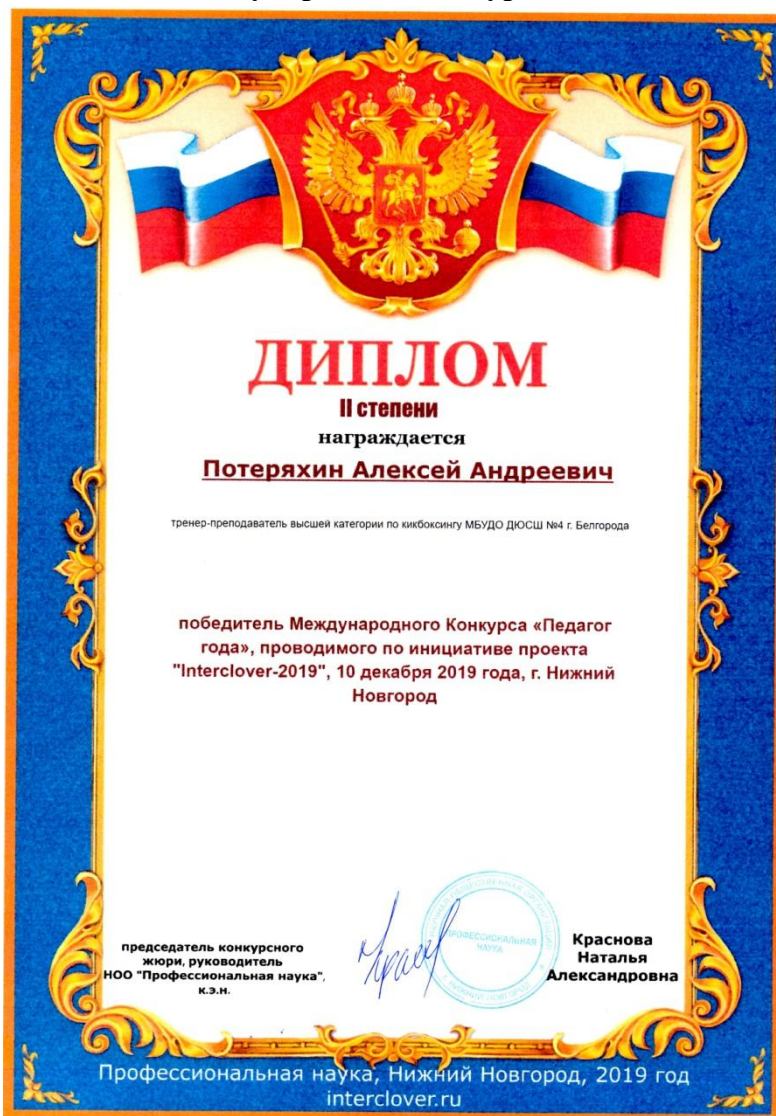 ДИПЛОМ
II степени
награждается
Потеряхин Алексей Андреевич
тренер-преподаватель высшей категории по кикбоксингу МБУДО ДЮСШ №4 г. Белгорода
победитель Международного Конкурса «Педагог
года», проводимого по инициативе проекта
"Interclover-2019", 10 декабря 2019 года, г. Нижний
Новгород
председатель конкурсного
жюри, руководитель
НОО "Профессиональная наука",
к.э.н.
ПРОФЕССИОНАЛЬНАЯ
НАУКА
Краснова
Наталья
Александровна
Профессиональная наука, Нижний Новгород, 2019 год
interclover.ru